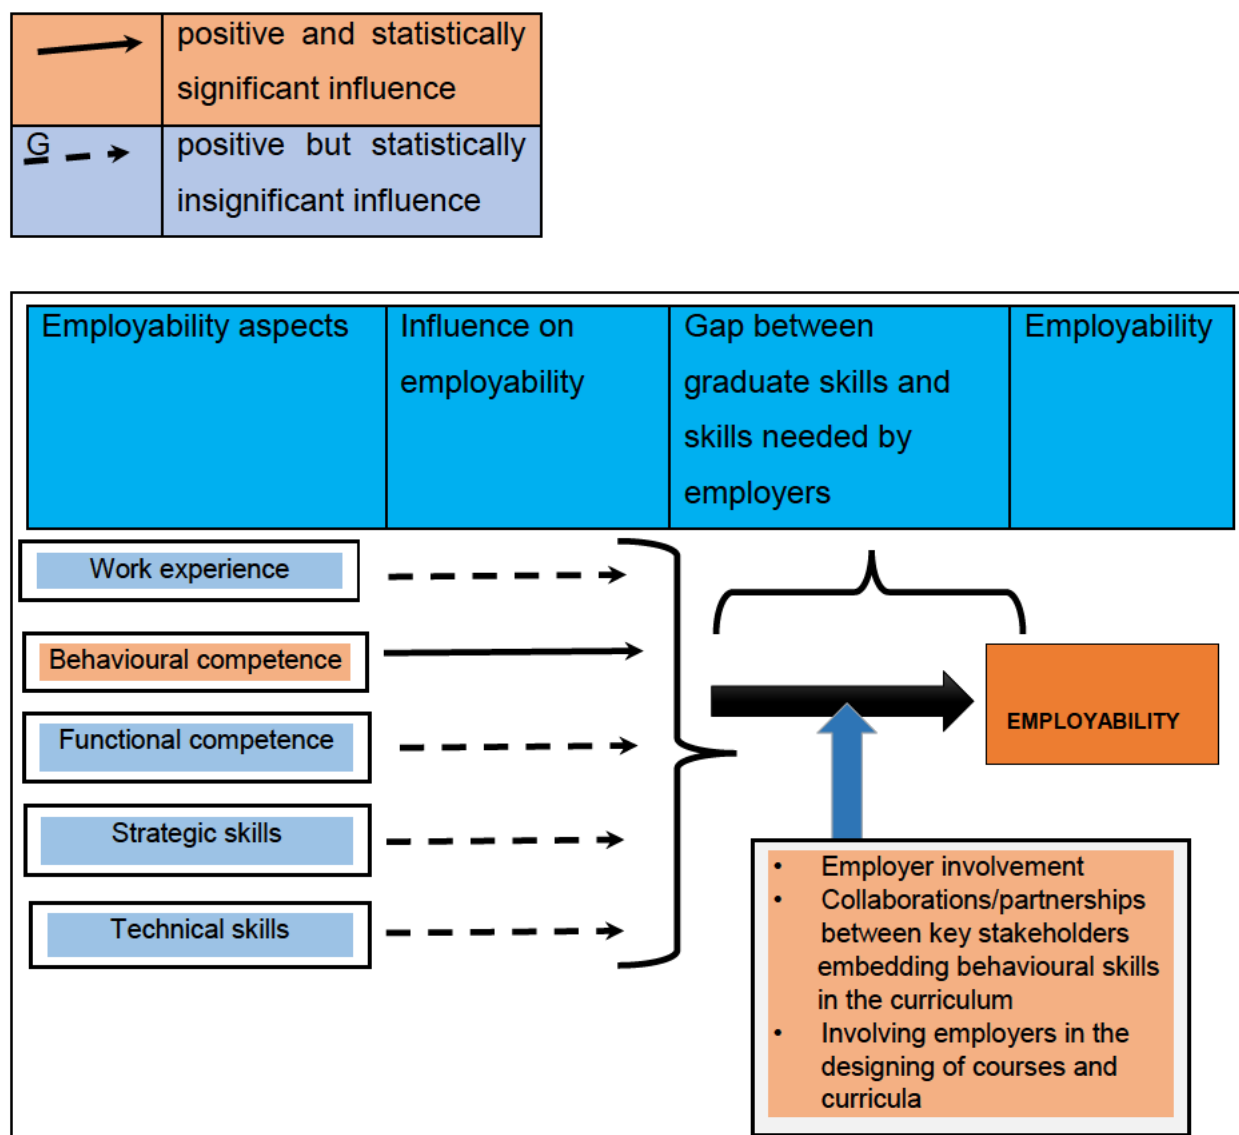 positive and statistically
significant influence
G
positive but statistically
insignificant influence
Employability aspects
Influence on
employability
Gap between
graduate skills and
skills needed by
employers
Employability
Work experience
Behavioural competence
Functional competence
Strategic skills
Technical skills
EMPLOYABILITY
• Employer involvement
• Collaborations/partnerships
between key stakeholders
embedding behavioural skills
in the curriculum
• Involving employers in the
designing of courses and
curricula